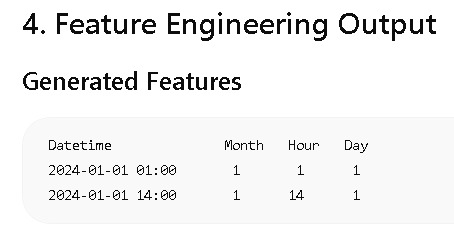 4. Feature Engineering Output
Generated Features
Datetime Month Hour Day
2024-01-01 01:00 1 1 1
2024-01-01 14:00 1 14 1